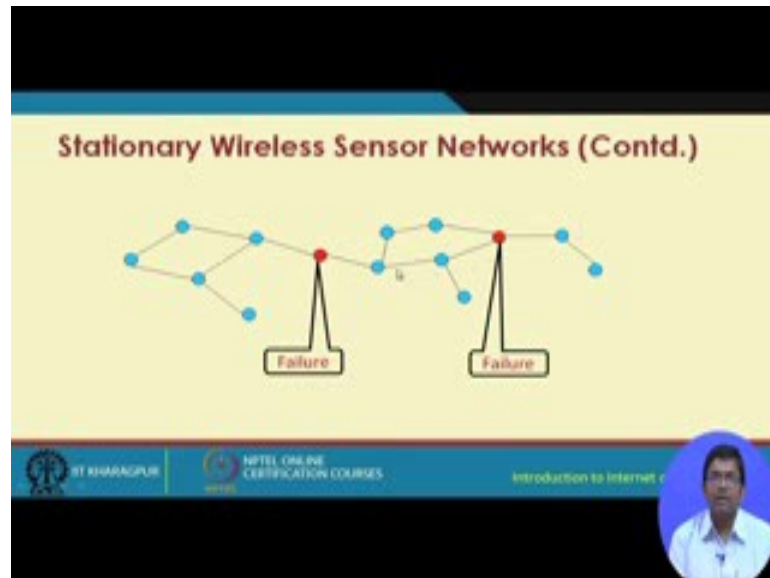 Stationary Wireless Sensor Networks (Contd.)
Failure
Failure
IIT KHARAGPUR
NPTEL ONLINE
CERTIFICATION COURSES
Introduction to Internet